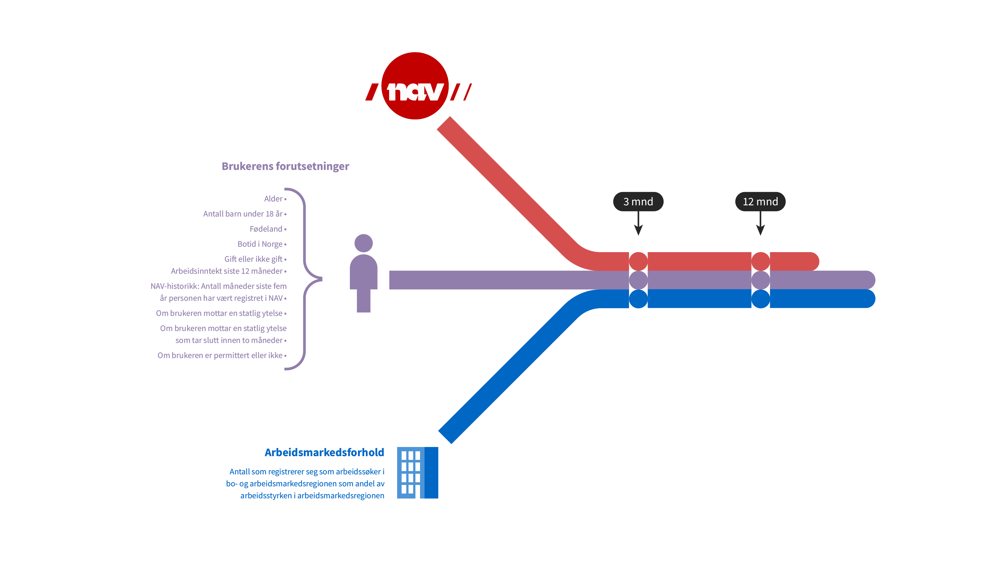 nav
Brukerens forutsetninger
Alder •
Antall barn under 18 år •
Fødeland •
Botid i Norge •
Gift eller ikke gift •
Arbeidsinntekt siste 12 måneder •
NAV-historikk: Antall måneder siste fem
år personen har vært registret i NAV •
Om brukeren mottar en statlig ytelse •
Om brukeren mottar en statlig ytelse
som tar slutt innen to måneder •
Om brukeren er permittert eller ikke •
3 mnd
12 mnd
Arbeidsmarkedsforhold
Antall som registrerer seg som arbeidssøker i
bo- og arbeidsmarkedsregionen som andel av
arbeidsstyrken i arbeidsmarkedsregionen